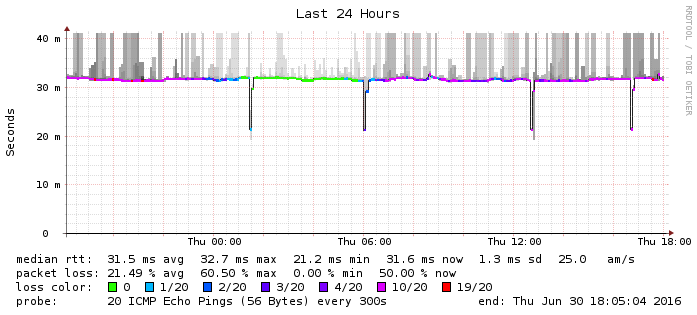 Last 24 Hours
RRDTOOL / TOBI OETIKER
Seconds
40 m
30 m
20 m
10 m
0
Thu 00:00 Thu 06:00 Thu 12:00 Thu 18:00
median rtt: 31.5 ms avg 32.7 ms max 21.2 ms min 31.6 ms now 1.3 ms sd 25.0 am/s
packet loss: 21.49 % avg 60.50 % max 0.00 % min 50.00 % now
loss color: 0 1/20 2/20 3/20 4/20 10/20 19/20
probe: 20 ICMP Echo Pings (56 Bytes) every 300s end: Thu Jun 30 18:05:04 2016